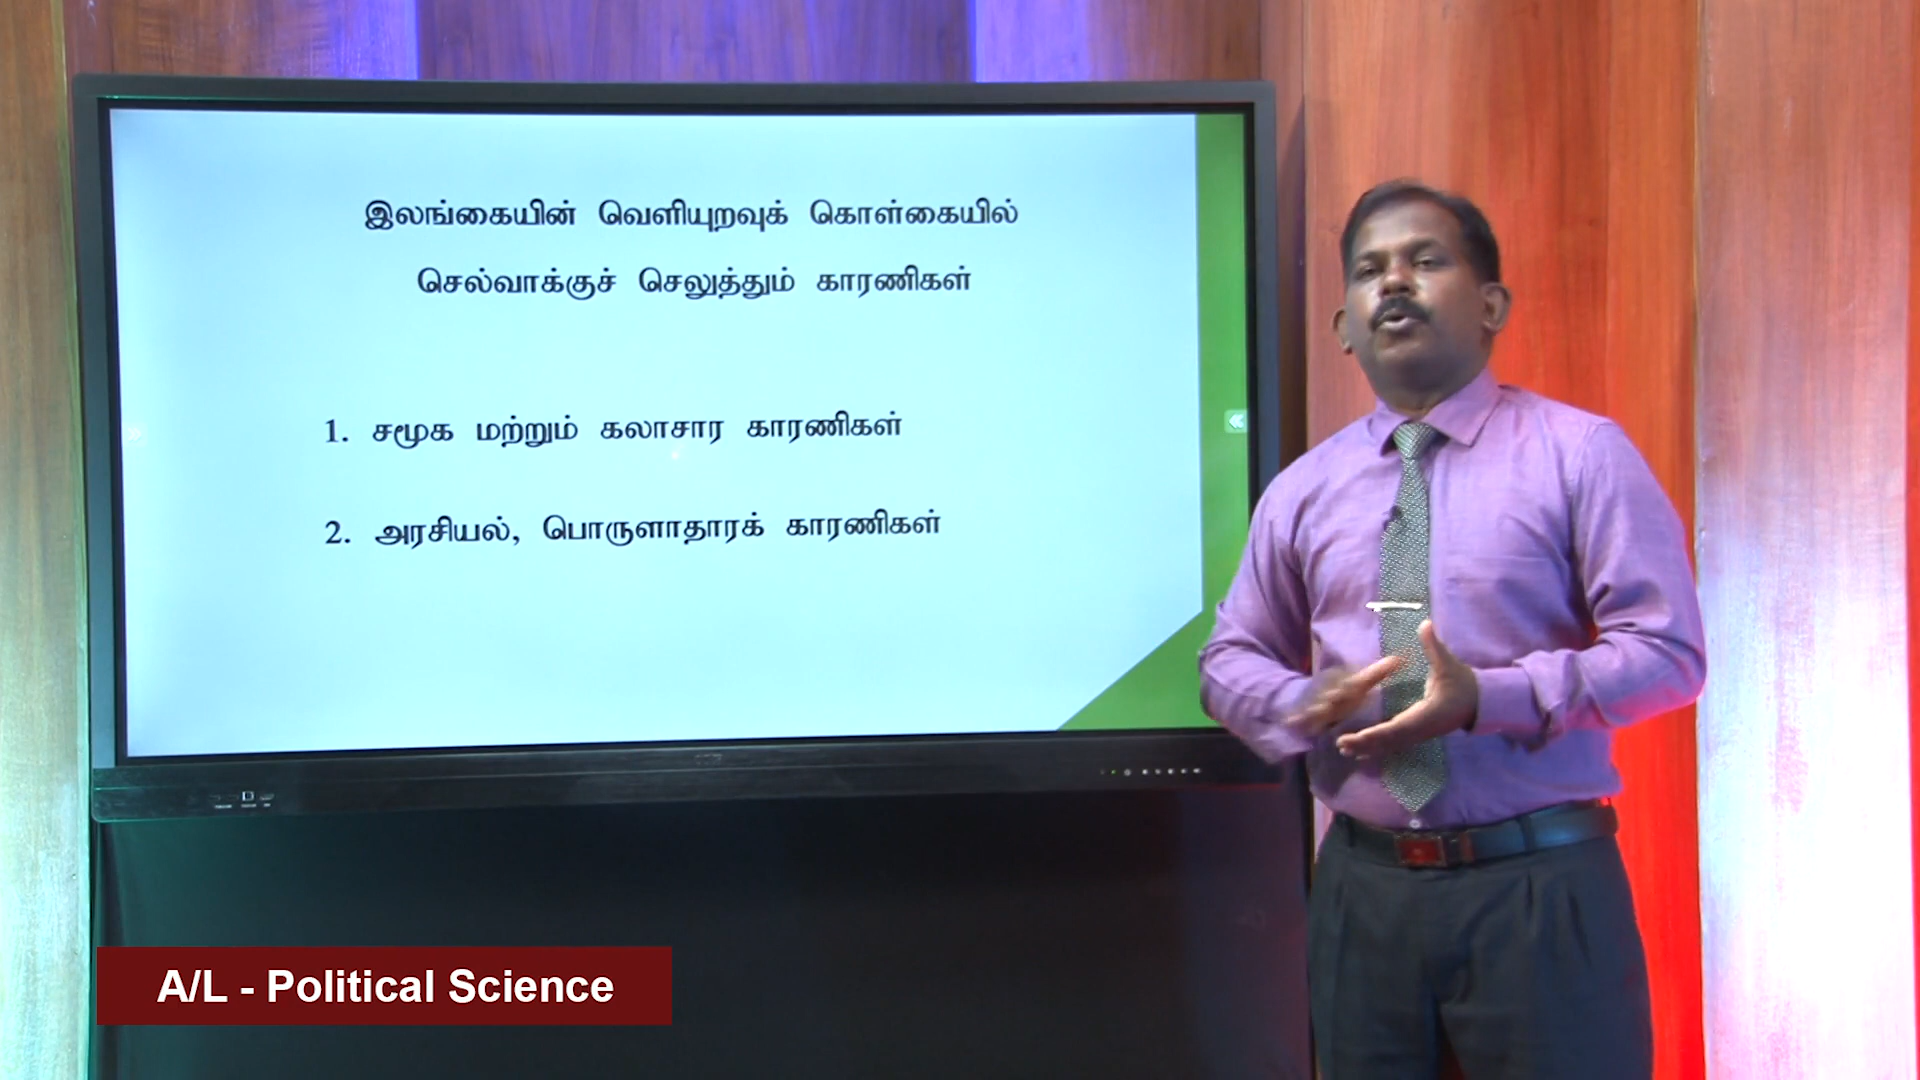 இலங்கையின் வெளியுறவுக் கொள்கையில்
செல்வாக்குச் செலுத்தும் காரணிகள்
1. சமூக மற்றும் கலாசார காரணிகள்
2. அரசியல், பொருளாதாரக் காரணிகள்
A/L - Political Science